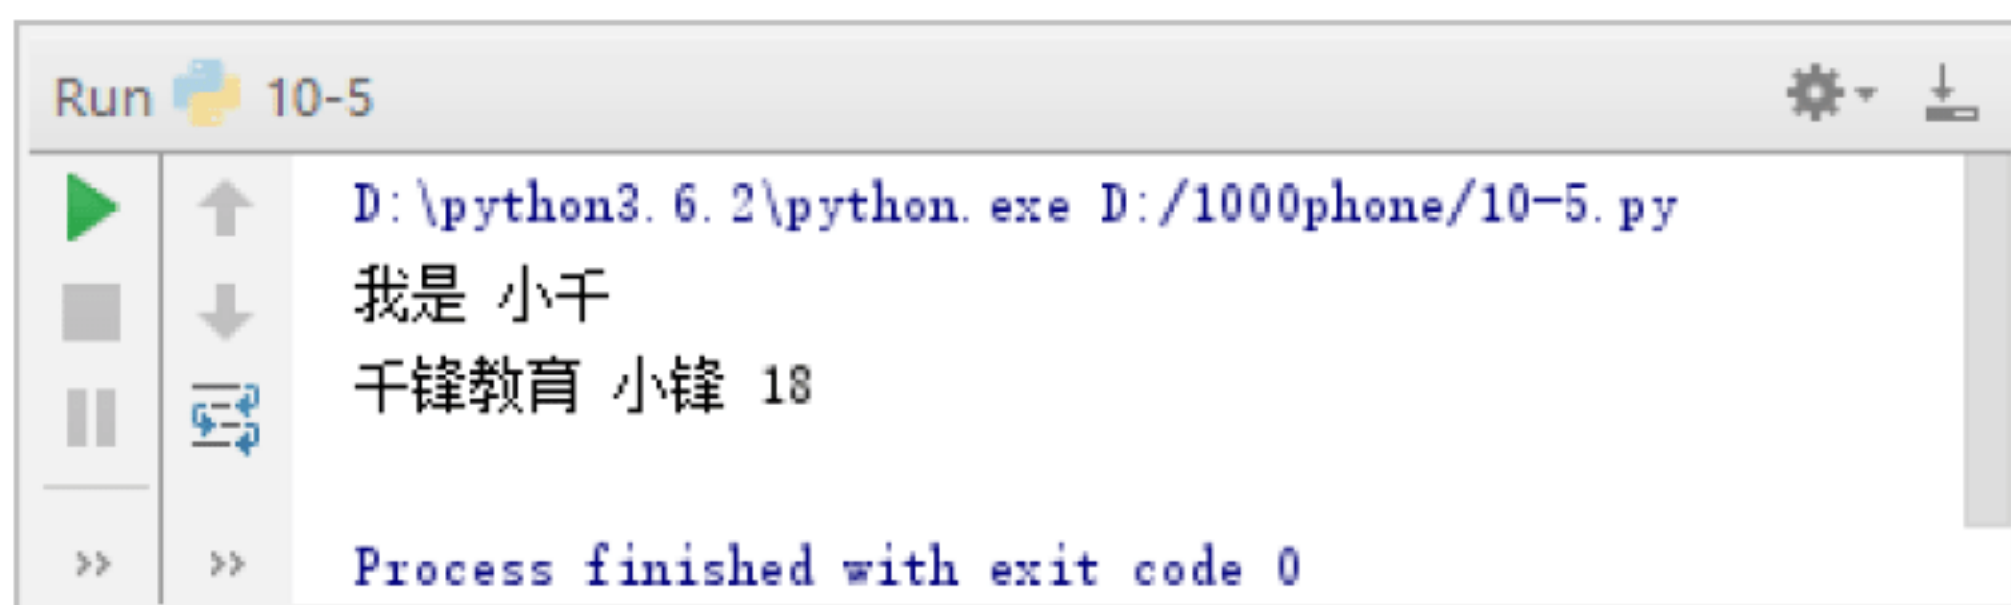 Run 10-5
D:\python3.6.2\python.exe D:/1000phone/10-5.py
我是 小千
千锋教育 小锋 18
Process finished with exit code 0